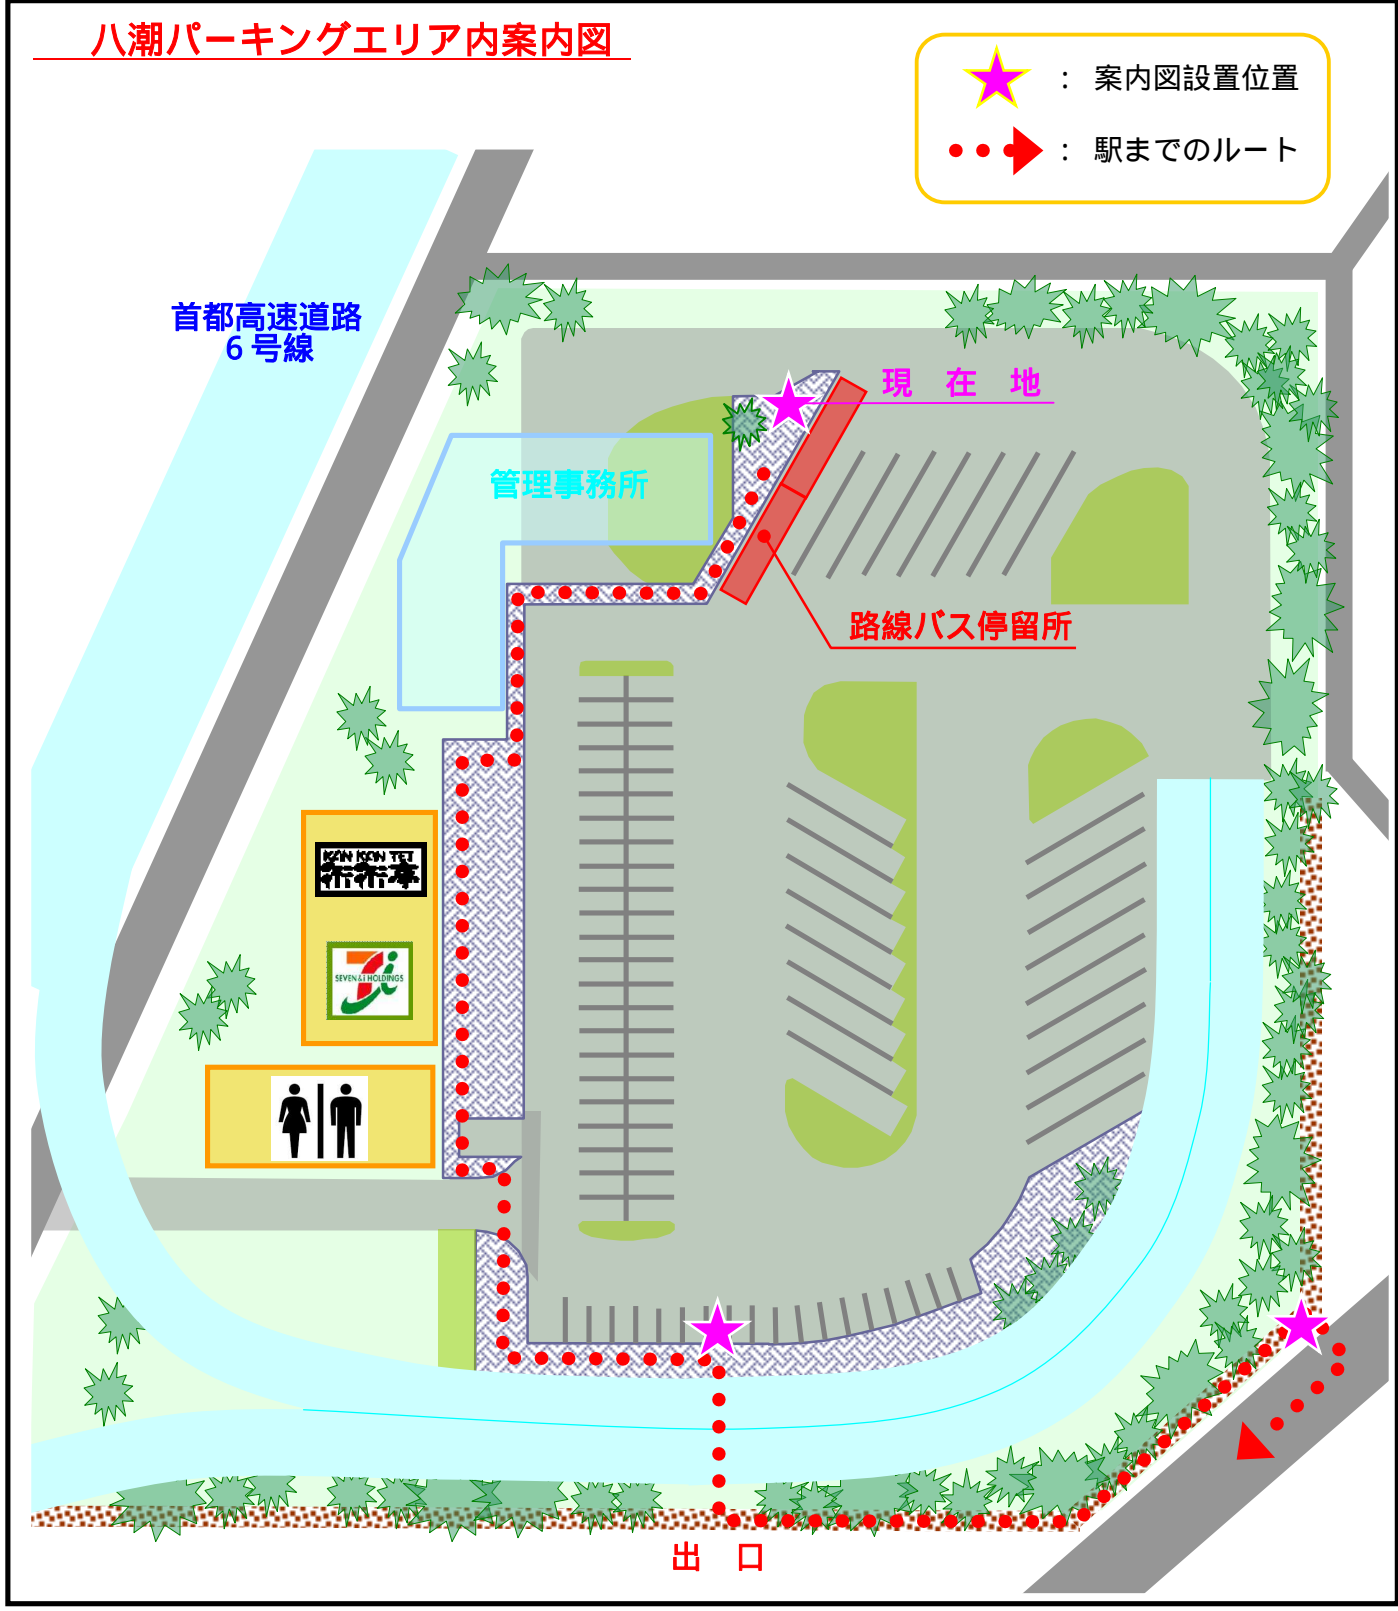 八潮パーキングエリア内案内図
： 案内図設置位置
： 駅までのルート
首都高速道路
６号線
現 在 地
管理事務所
路線バス停留所
KAN KAN TEI
SEVEN & i HOLDINGS
出 口